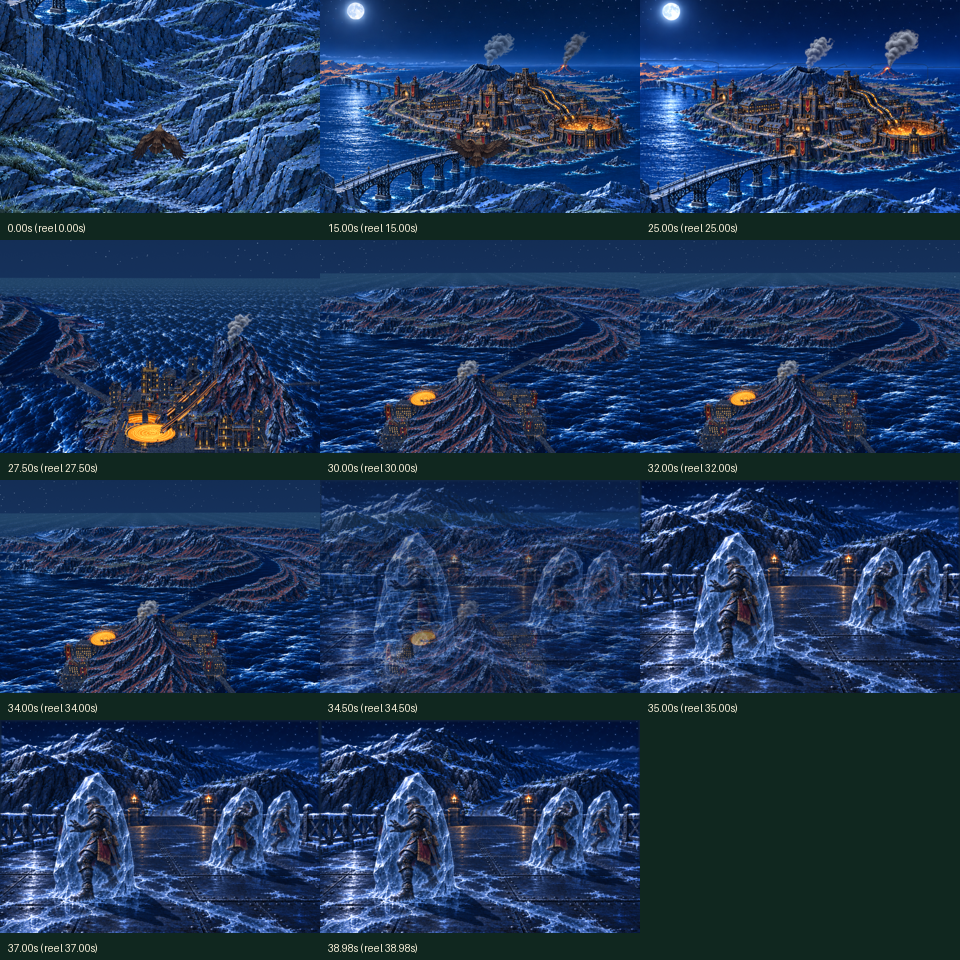 0.00s (reel 0.00s)
15.00s (reel 15.00s)
25.00s (reel 25.00s)
27.50s (reel 27.50s)
30.00s (reel 30.00s)
32.00s (reel 32.00s)
34.00s (reel 34.00s)
34.50s (reel 34.50s)
35.00s (reel 35.00s)
37.00s (reel 37.00s)
38.98s (reel 38.98s)